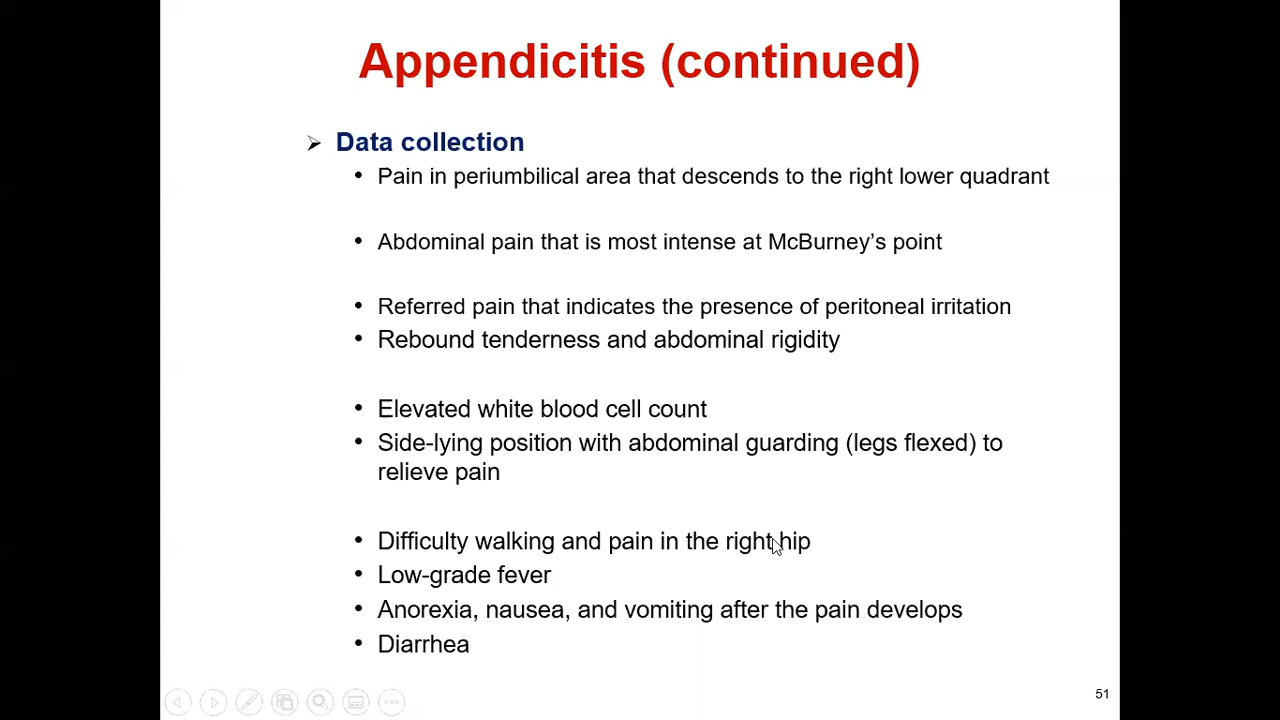 Appendicitis (continued)
➢ Data collection
• Pain in periumbilical area that descends to the right lower quadrant
• Abdominal pain that is most intense at McBurney’s point
• Referred pain that indicates the presence of peritoneal irritation
• Rebound tenderness and abdominal rigidity
• Elevated white blood cell count
• Side-lying position with abdominal guarding (legs flexed) to
relieve pain
• Difficulty walking and pain in the right hip
• Low-grade fever
• Anorexia, nausea, and vomiting after the pain develops
• Diarrhea
51